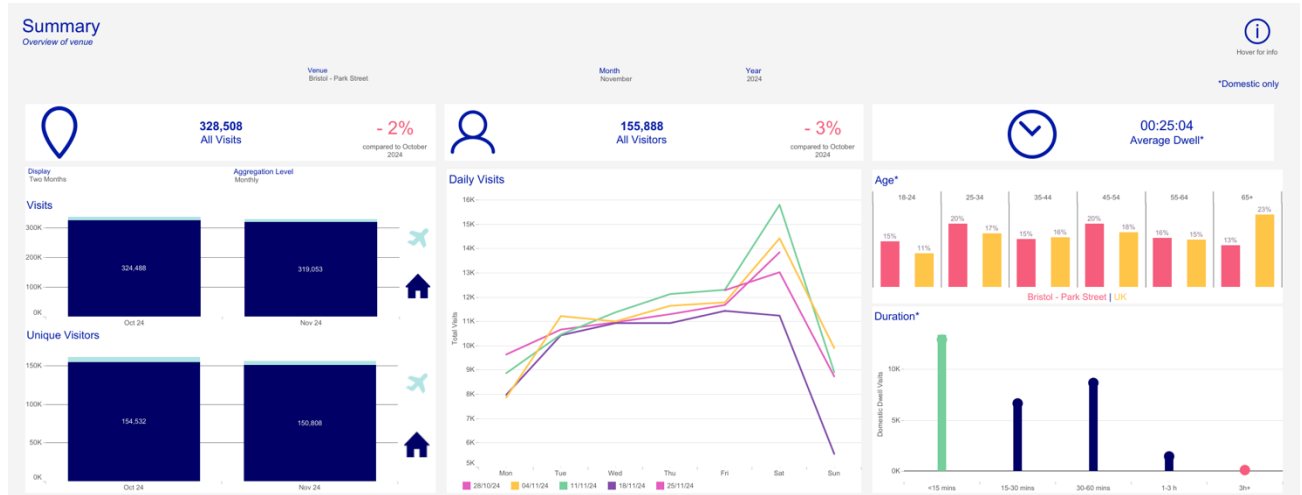 Summary
Overview of venue
Hover for info
Venue
Bristol - Park Street
Month
November
Year
2024
*Domestic only
328,508
All Visits
- 2%
compared to October
2024
155,888
All Visitors
- 3%
compared to October
2024
00:25:04
Average Dwell*
Display
Two Months
Aggregation Level
Monthly
Visits
300K
200K
100K
0K
324,488
319,053
Oct 24
Nov 24
Unique Visitors
150K
100K
50K
0K
154,532
150,808
Oct 24
Nov 24
Daily Visits
Total Visits
16K
15K
14K
13K
12K
11K
10K
9K
8K
7K
6K
5K
Mon
Tue
Wed
Thu
Fri
Sat
Sun
28/10/24
04/11/24
11/11/24
18/11/24
25/11/24
Age*
18-24
25-34
35-44
45-54
55-64
65+
15%
11%
20%
17%
15%
16%
20%
18%
16%
15%
13%
23%
Bristol - Park Street | UK
Duration*
Domestic Dwell Visits
10K
5K
0K
<15 mins
15-30 mins
30-60 mins
1-3 h
3h+